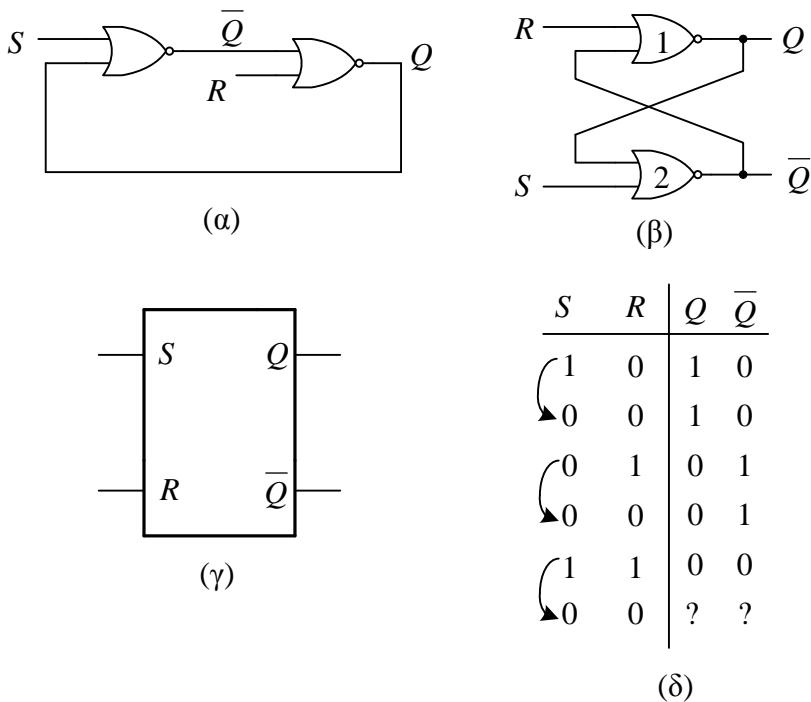 S
Q̅
R
Q
(α)
R
1
Q
S
2
Q̅
(β)
S Q
R Q̅
(γ)
S R Q Q̅
1 0 1 0
0 0 1 0
0 1 0 1
0 0 0 1
1 1 0 0
0 0 ? ?
(δ)